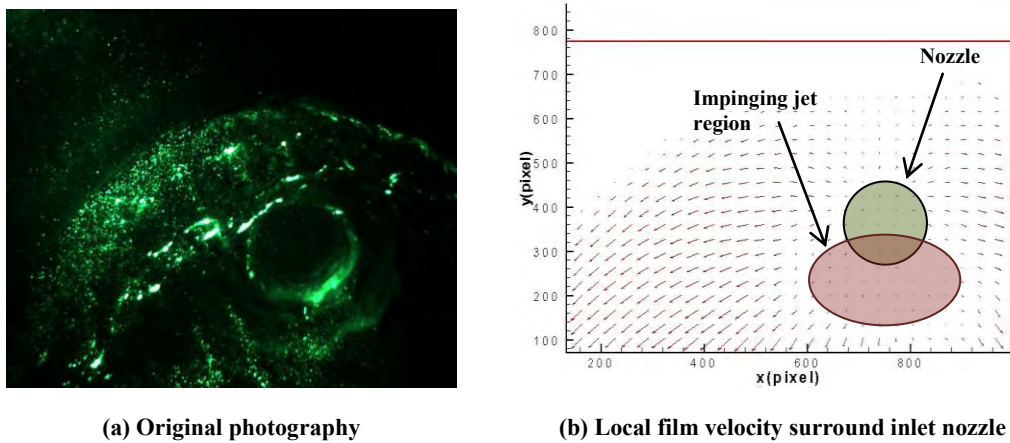 800
700
600
500
400
300
200
100
y(pixel)
Nozzle
Impinging jet
region
200 400 600 800
x(pixel)
(a) Original photography
(b) Local film velocity surround inlet nozzle